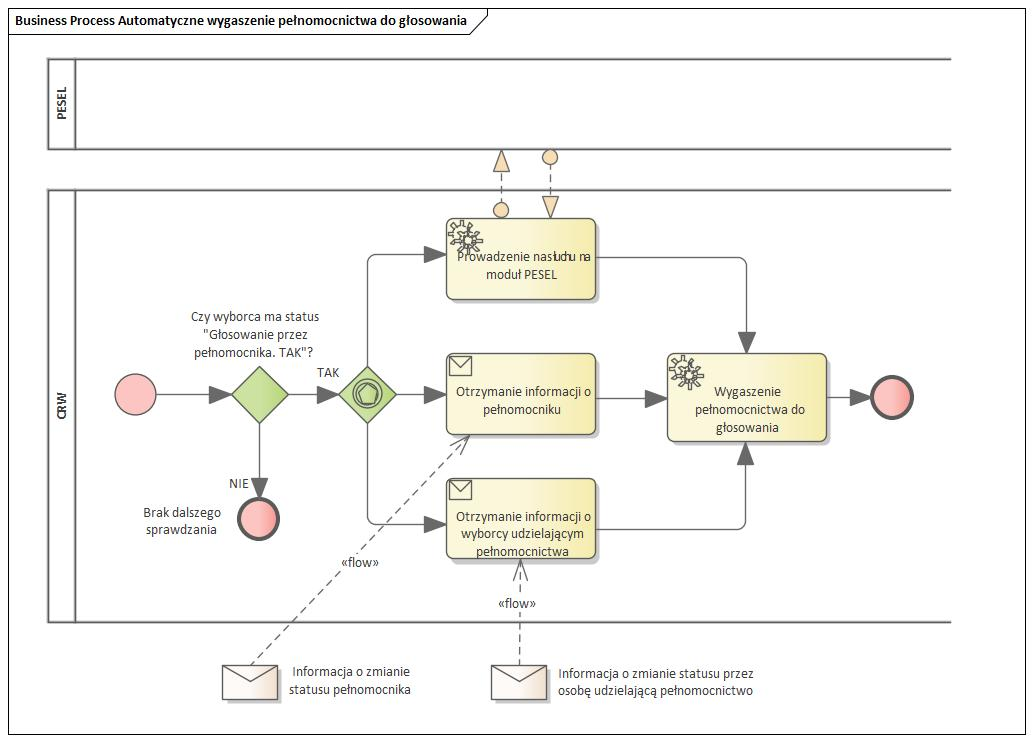 Business Process Automatyczne wygaszenie pełnomocnictwa do głosowania
PESEL
CRW
Prowadzenie nasłuchu na
moduł PESEL
Czy wyborca ma status
"Głosowanie przez
pełnomocnika. TAK"?
TAK
Otrzymanie informacji o
pełnomocniku
Wygaszenie
pełnomocnictwa do
głosowania
NIE
Brak dalszego
sprawdzania
Otrzymanie informacji o
wyborcy udzielającym
pełnomocnictwa
«flow»
«flow»
Informacja o zmianie
statusu pełnomocnika
Informacja o zmianie statusu przez
osobę udzielającą pełnomocnictwo